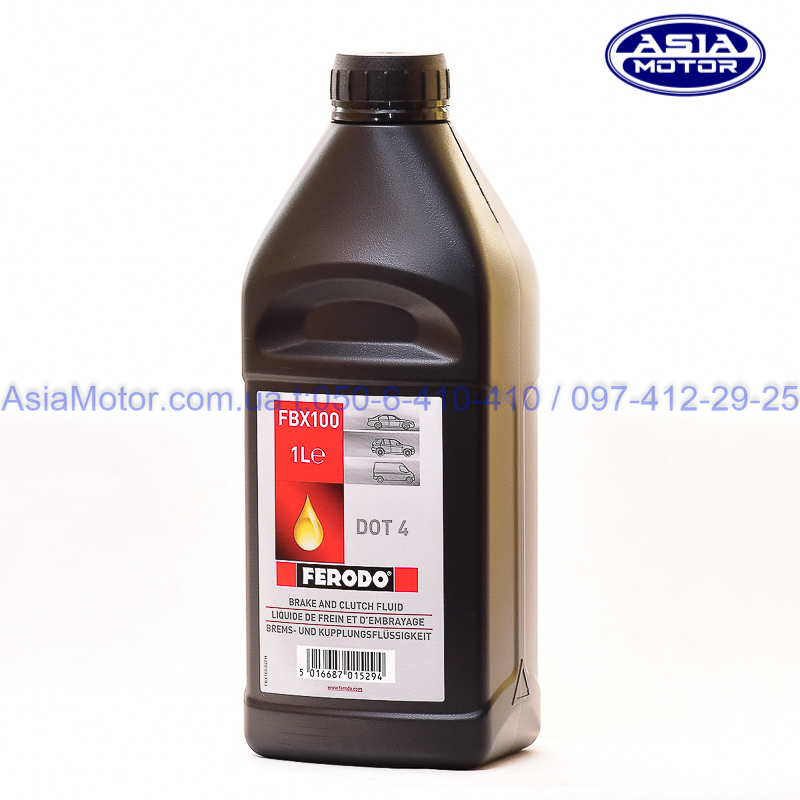 ASIA
MOTOR
AsiaMotor.com.ua t:050-6-410-410 / 097-412-29-25
FBX100
1Le
DOT 4
FERODO®
BRAKE AND CLUTCH FLUID
LIQUIDE DE FREIN ET D'EMBRAYAGE
BREMS- UND KUPPLUNGSFLÜSSIGKEIT
5 016687 015294
www.ferodo.com